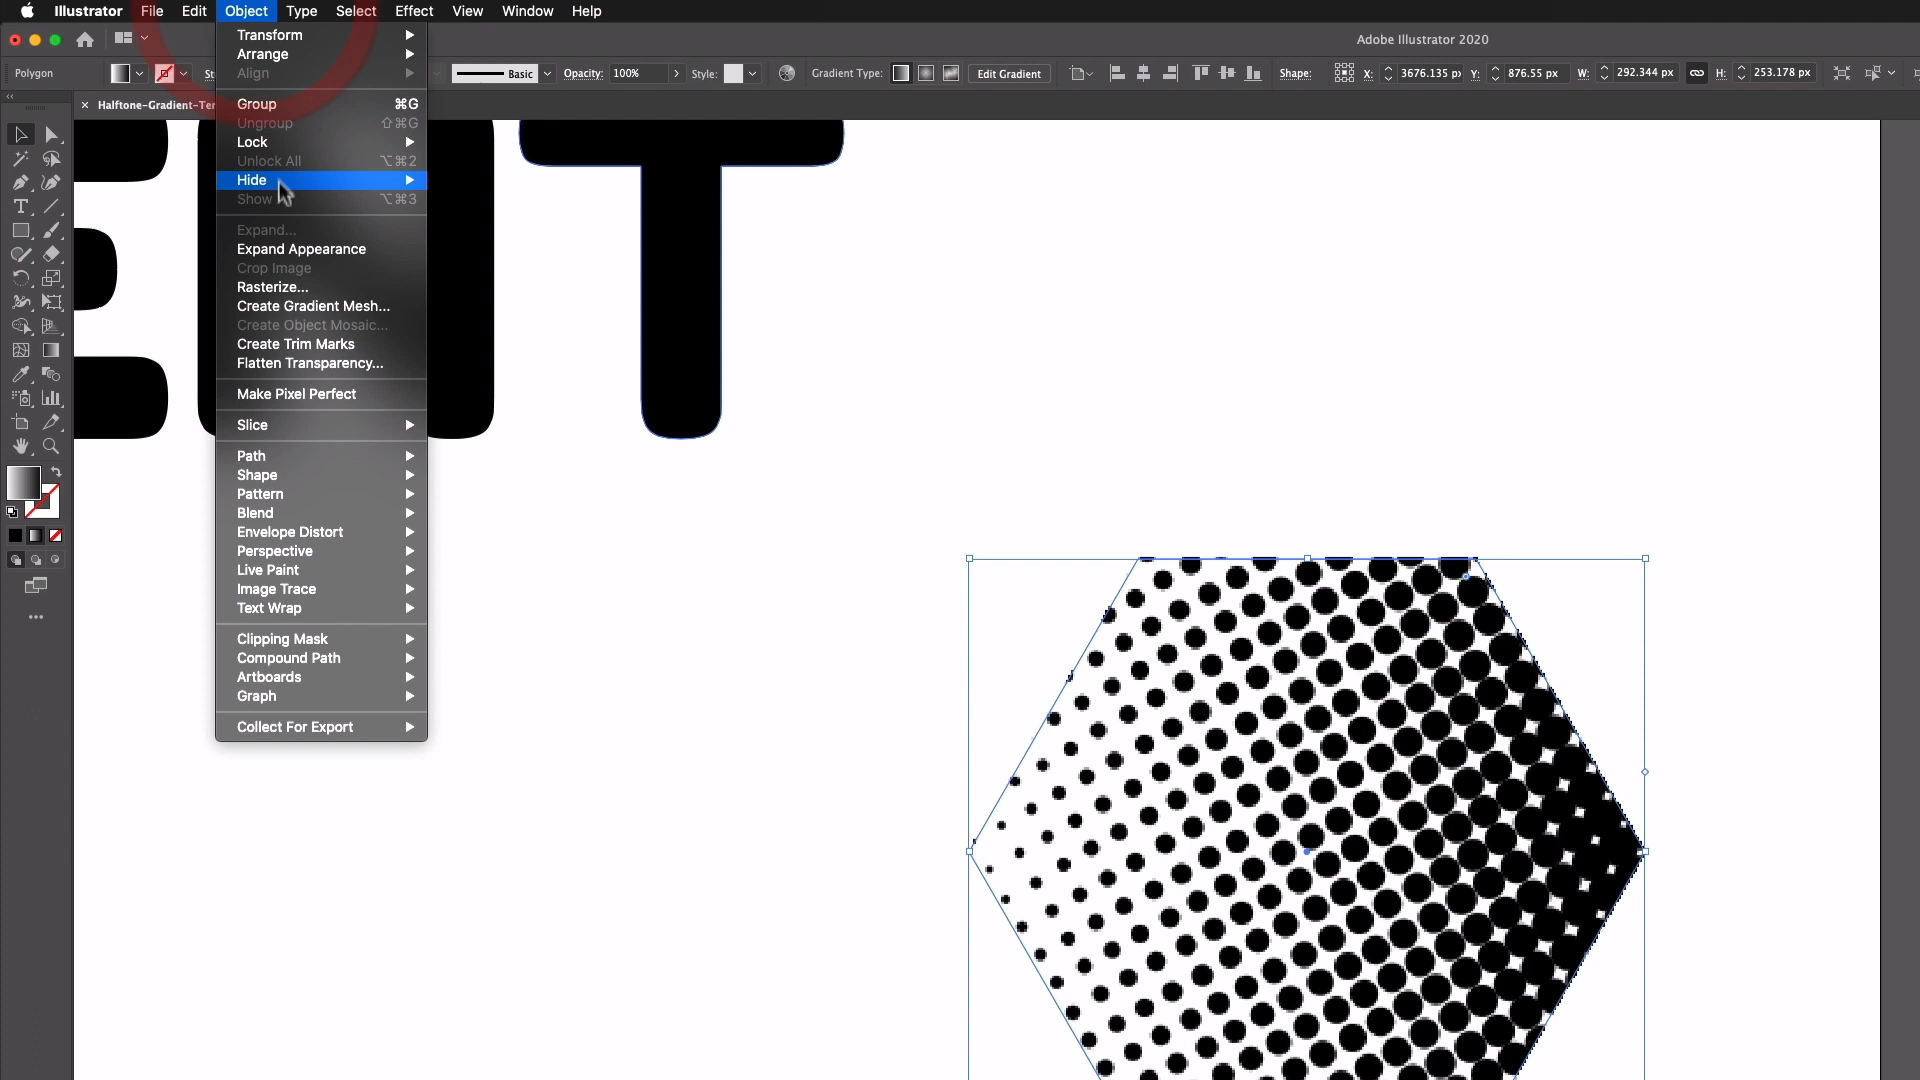 Illustrator File Edit Object Type Select Effect View Window Help
Adobe Illustrator 2020
Polygon St Basic Opacity: 100% Style: Gradient Type: Edit Gradient Shape: X: 3676.135 px Y: 876.55 px W: 292.344 px H: 253.178 px
× Halftone-Gradient-Ter
Transform
Arrange
Align
Group ⌘G
Ungroup ⇧⌘G
Lock
Unlock All ⌥⌘2
Hide
Show ⌥⌘3
Expand...
Expand Appearance
Crop Image
Rasterize...
Create Gradient Mesh...
Create Object Mosaic...
Create Trim Marks
Flatten Transparency...
Make Pixel Perfect
Slice
Path
Shape
Pattern
Blend
Envelope Distort
Perspective
Live Paint
Image Trace
Text Wrap
Clipping Mask
Compound Path
Artboards
Graph
Collect For Export